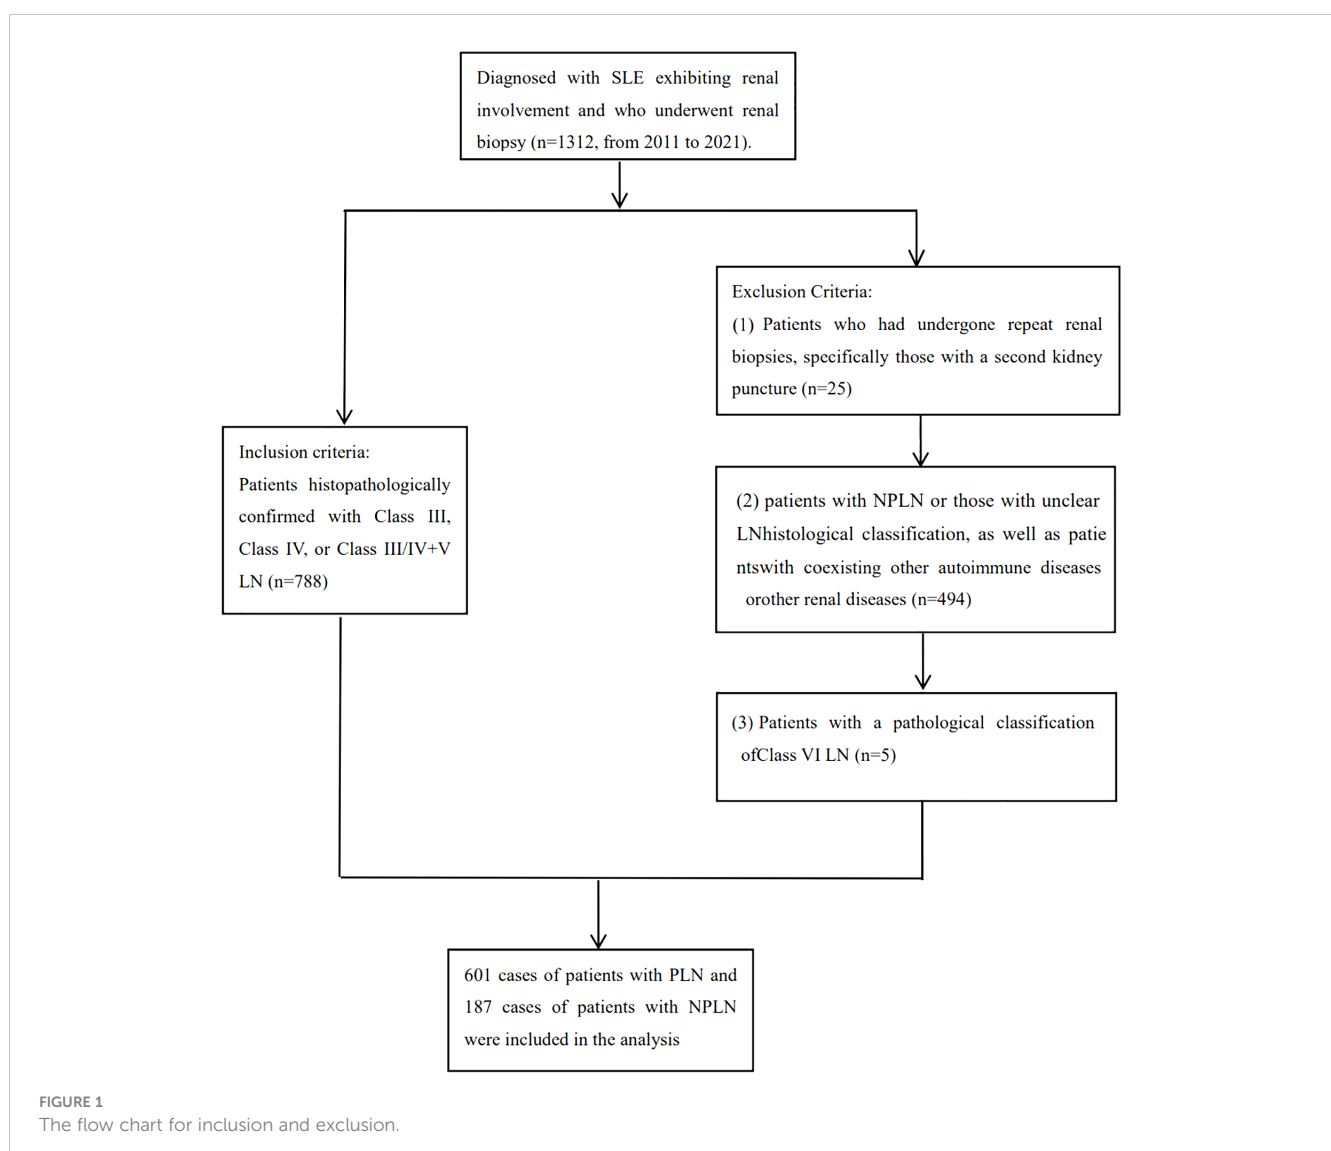 Diagnosed with SLE exhibiting renal
involvement and who underwent renal
biopsy (n=1312, from 2011 to 2021).
Exclusion Criteria:
(1) Patients who had undergone repeat renal
biopsies, specifically those with a second kidney
puncture (n=25)
Inclusion criteria:
Patients histopathologically
confirmed with Class III,
Class IV, or Class III/IV+V
LN (n=788)
(2) patients with NPLN or those with unclear
LNhistological classification, as well as patie
ntswith coexisting other autoimmune diseases
orother renal diseases (n=494)
(3) Patients with a pathological classification
ofClass VI LN (n=5)
601 cases of patients with PLN and
187 cases of patients with NPLN
were included in the analysis
FIGURE 1
The flow chart for inclusion and exclusion.